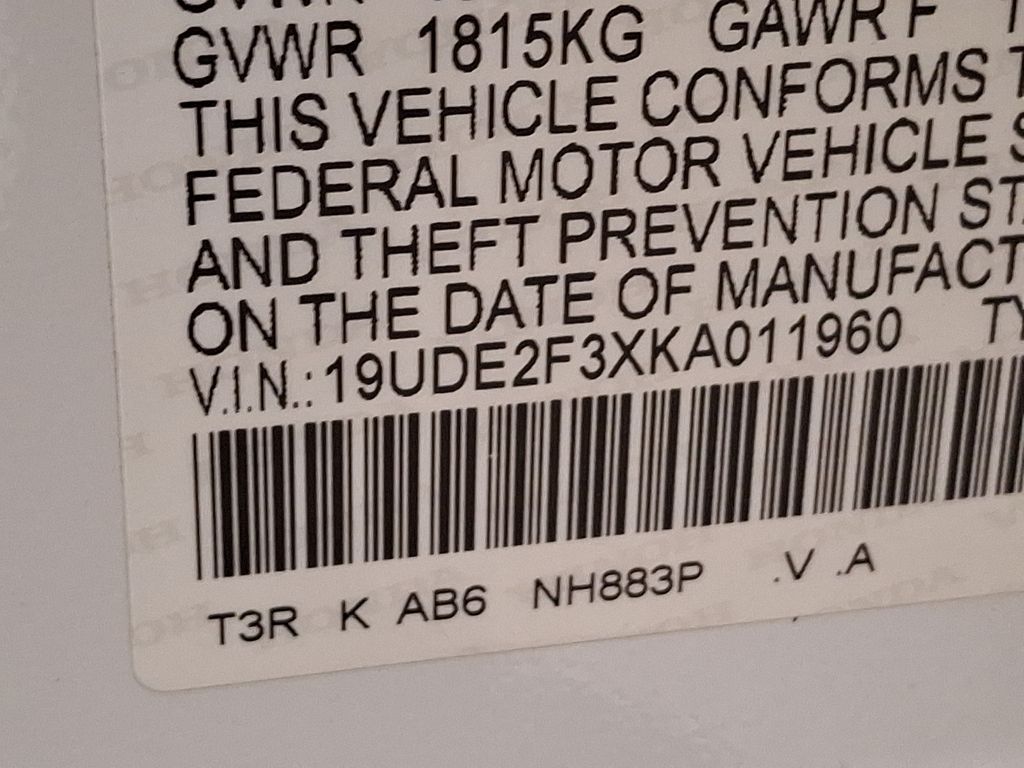 GVWR 1815KG GAWR F
THIS VEHICLE CONFORMS
FEDERAL MOTOR VEHICLE
AND THEFT PREVENTION ST
ON THE DATE OF MANUFACT
V.I.N.: 19UDE2F3XKA011960 TY
T3R K AB6 NH883P .V .A